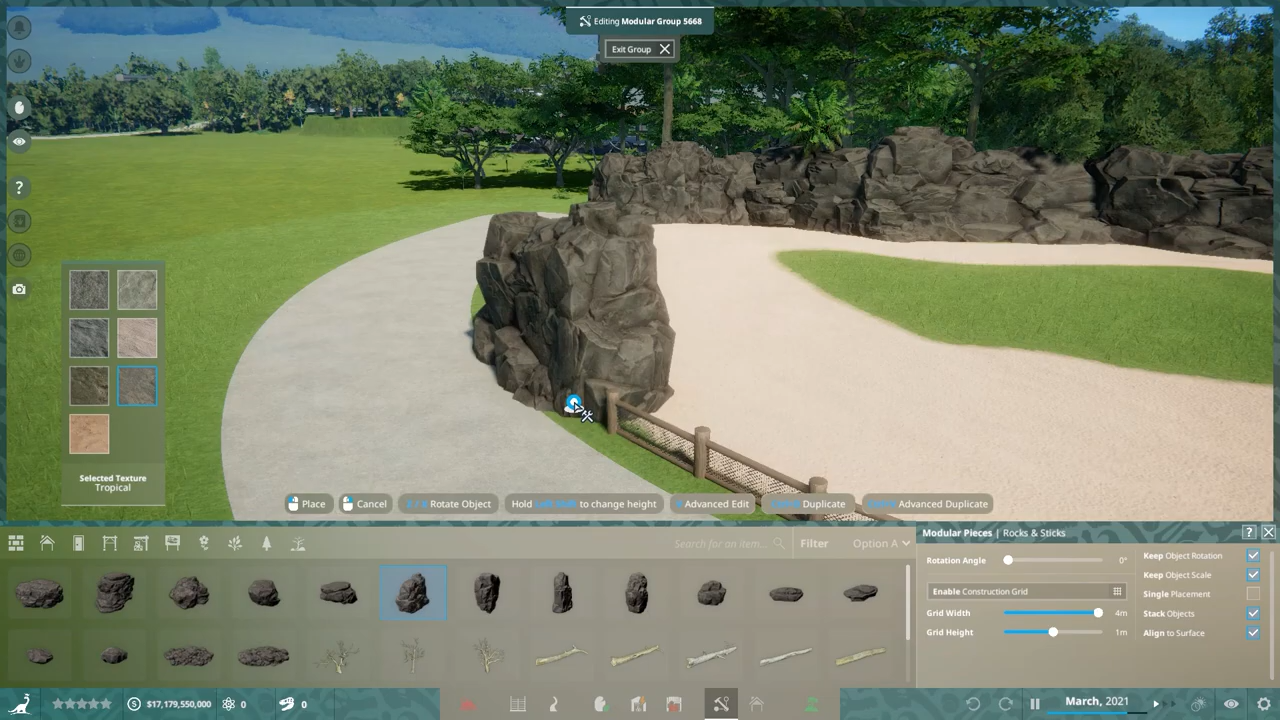 Editing Modular Group 5668
Exit Group
?
Selected Texture
Tropical
Place
Cancel
Rotate Object
Hold to change height
Advanced Edit
Duplicate
Advanced Duplicate
Search for an item...
Filter
Option A
Modular Pieces | Rocks & Sticks
?
Rotation Angle 0°
Enable Construction Grid
Grid Width 4m
Grid Height 1m
Keep Object Rotation
Keep Object Scale
Single Placement
Stack Objects
Align to Surface
$17,179,550,000
0
0
March, 2021